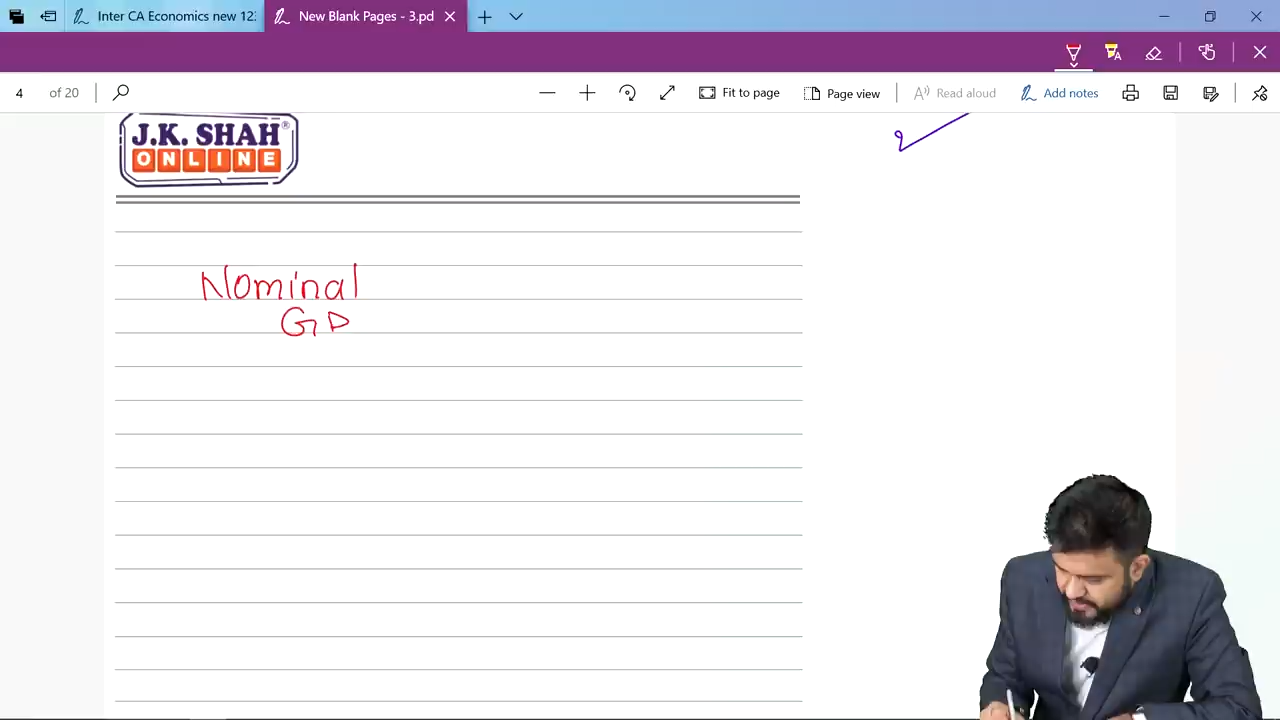 Inter CA Economics new 12
New Blank Pages - 3.pd
4 of 20
Fit to page
Page view
Read aloud
Add notes
J.K. SHAH®
ONLINE
Nominal
GD